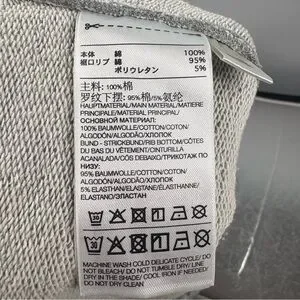 本体 綿 100%
裾口リブ 綿 95%
ポリウレタン 5%
主料: 100%棉
罗纹下摆: 95%棉/5%氨纶
HAUPTMATERIAL/MAIN MATERIAL/MATIERE
PRINCIPALE/MATERIAL PRINCIPAL/
ОСНОВНОЙ МАТЕРИАЛ:
100% BAUMWOLLE/COTTON/COTON/
ALGODÓN/ALGODÃO/ХЛОПОК
BUND - STRICKBUND/RIB BOTTOM/CÔTES
DU BAS DU VÊTEMENT/CINTURILLA
ACANALADA/CÓS DEBAIXO/ТРИКОТАЖ ПО
НИЗУ:
95% BAUMWOLLE/COTTON/COTON/
ALGODÓN/ALGODÃO/ХЛОПОК
5% ELASTHAN/ELASTANE/ÉLASTHANNE/
ELASTANO/ЭЛАСТАН
30
30
MACHINE WASH COLD DELICATE CYCLE/ DO
NOT BLEACH/ DO NOT TUMBLE DRY/ LINE
DRY IN THE SHADE/ COOL IRON IF NEEDED/
DO NOT DRY CLEAN